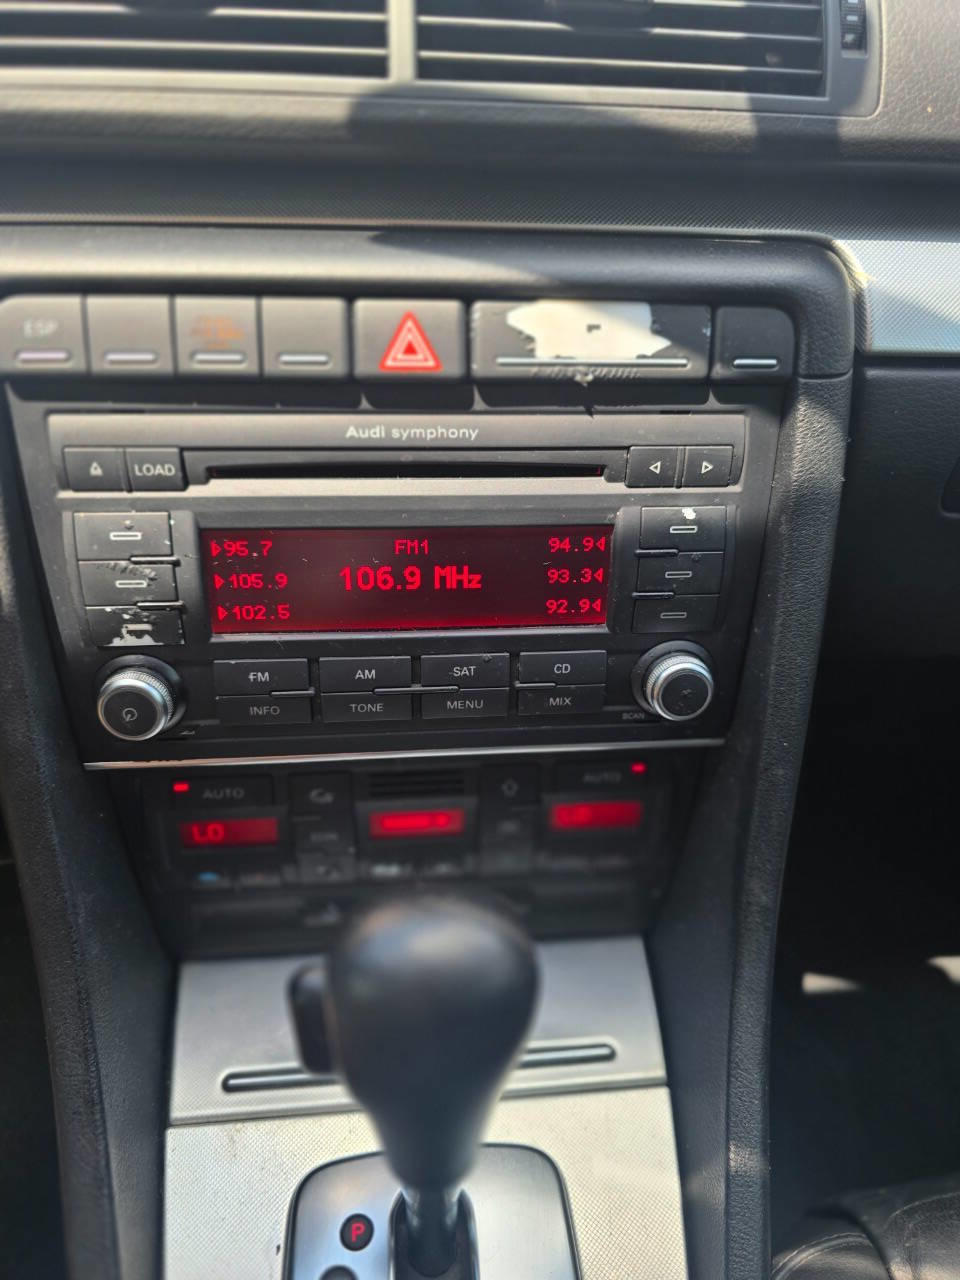 ESP
Audi symphony
LOAD
95.7 FM1 94.9
105.9 106.9 MHz 93.3
102.5 92.9
FM AM SAT CD
INFO TONE MENU MIX
SCAN
AUTO AUTO
LO LO
P